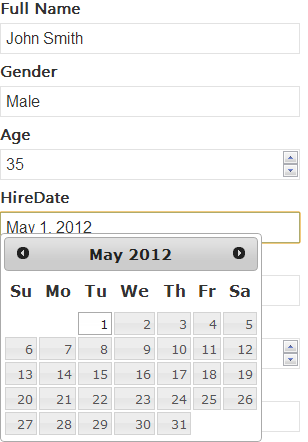 Full Name
John Smith
Gender
Male
Age
35
HireDate
May 1, 2012
May 2012
Su Mo Tu We Th Fr Sa
1 2 3 4 5
6 7 8 9 10 11 12
13 14 15 16 17 18 19
20 21 22 23 24 25 26
27 28 29 30 31